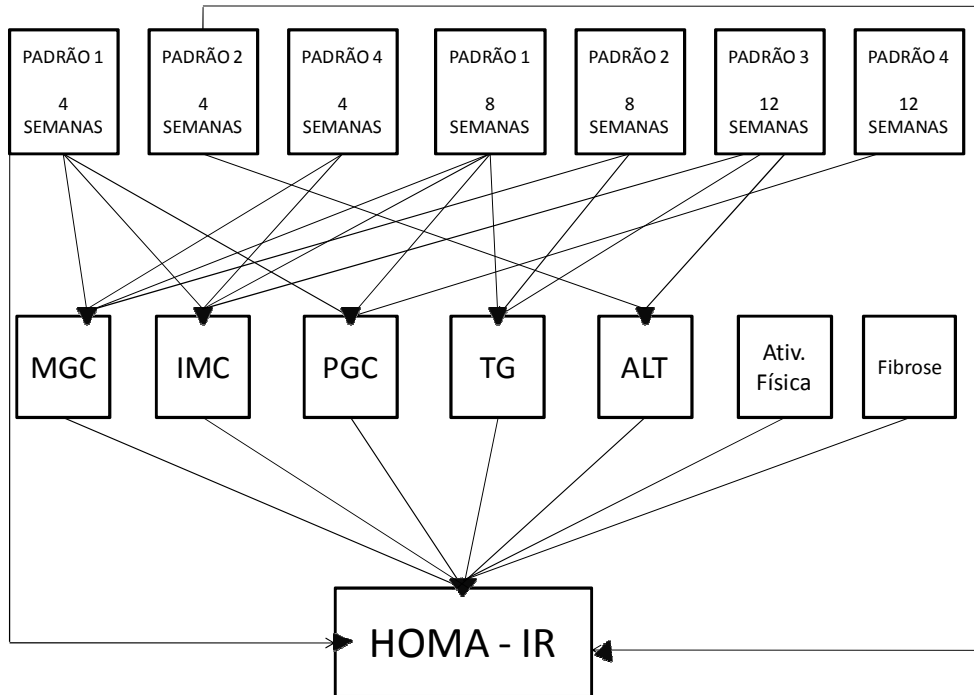 PADRÃO 1
4
SEMANAS
PADRÃO 2
4
SEMANAS
PADRÃO 4
4
SEMANAS
PADRÃO 1
8
SEMANAS
PADRÃO 2
8
SEMANAS
PADRÃO 3
12
SEMANAS
PADRÃO 4
12
SEMANAS
MGC
IMC
PGC
TG
ALT
Ativ.
Física
Fibrose
HOMA - IR